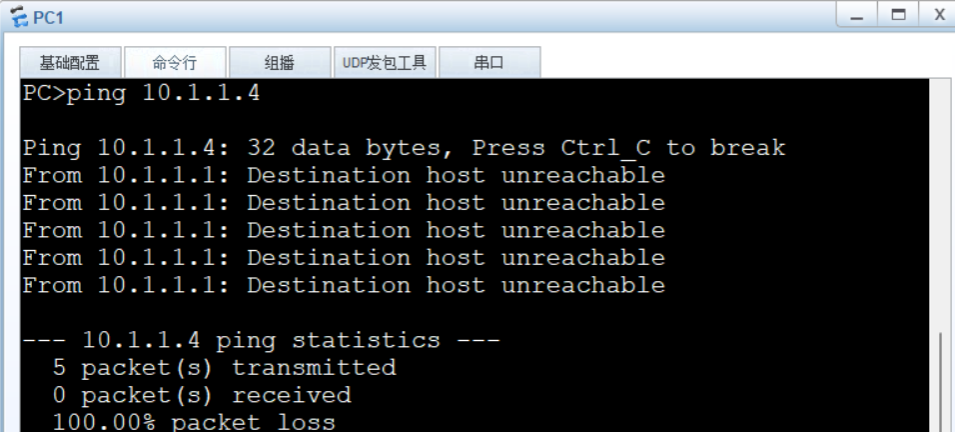 PC1
基础配置 命令行 组播 UDP发包工具 串口
PC>ping 10.1.1.4
Ping 10.1.1.4: 32 data bytes, Press Ctrl_C to break
From 10.1.1.1: Destination host unreachable
From 10.1.1.1: Destination host unreachable
From 10.1.1.1: Destination host unreachable
From 10.1.1.1: Destination host unreachable
From 10.1.1.1: Destination host unreachable
--- 10.1.1.4 ping statistics ---
5 packet(s) transmitted
0 packet(s) received
100.00% packet loss